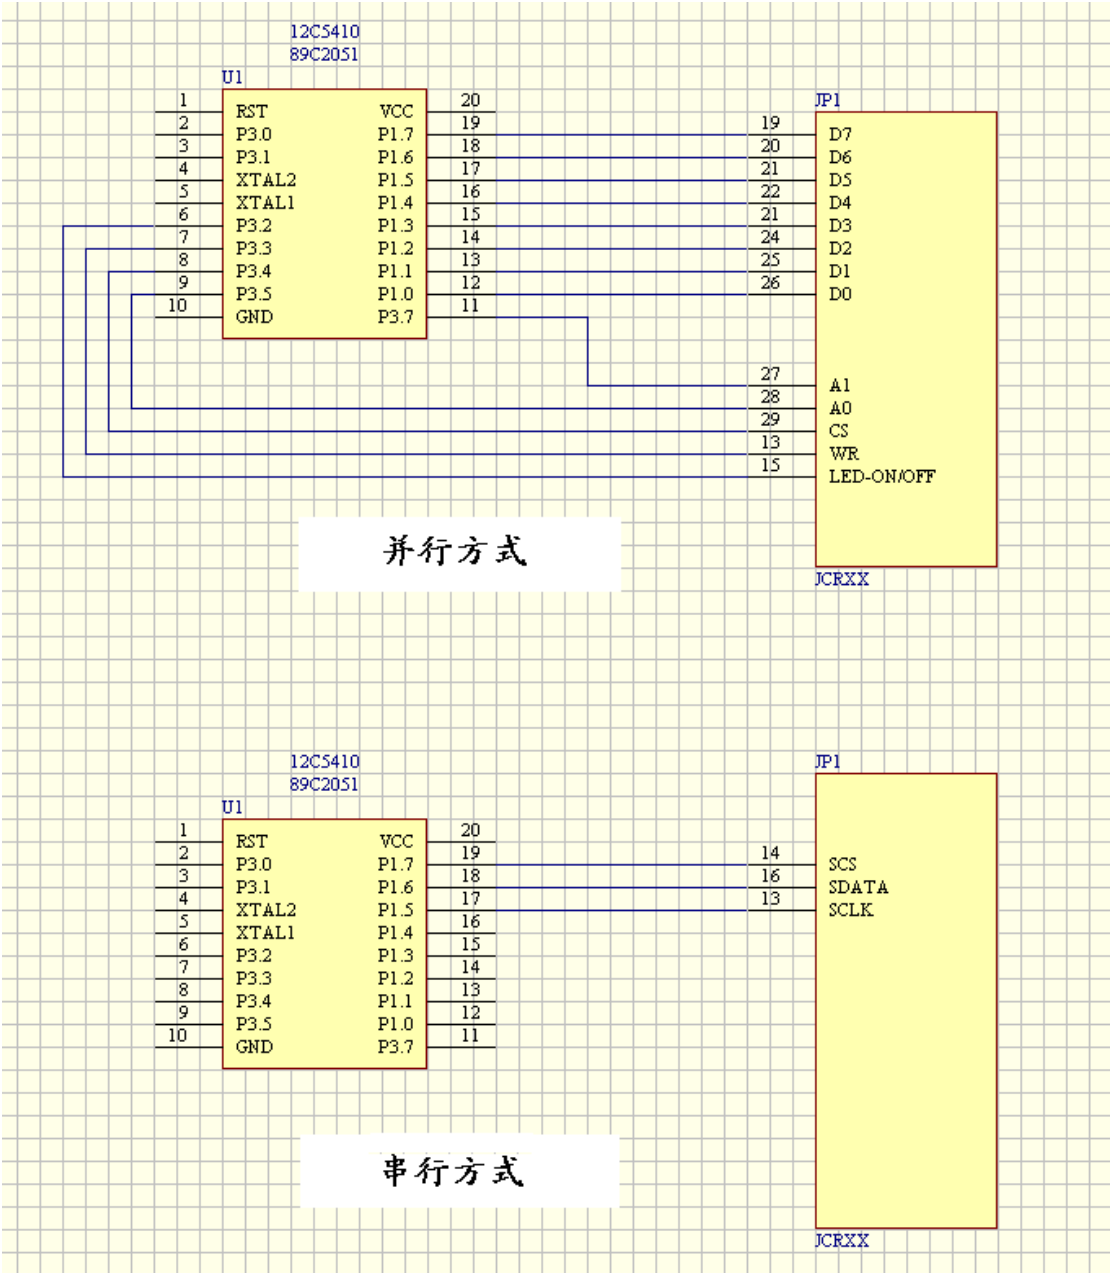 12C5410
89C2051
U1
JP1
1 RST VCC 20
2 P3.0 P1.7 19 19 D7
3 P3.1 P1.6 18 20 D6
4 XTAL2 P1.5 17 21 D5
5 XTAL1 P1.4 16 22 D4
6 P3.2 P1.3 15 21 D3
7 P3.3 P1.2 14 24 D2
8 P3.4 P1.1 13 25 D1
9 P3.5 P1.0 12 26 D0
10 GND P3.7 11
27 A1
28 A0
29 CS
13 WR
15 LED-ON/OFF
并行方式
JCRXX
12C5410
89C2051
U1
JP1
1 RST VCC 20
2 P3.0 P1.7 19 14 SCS
3 P3.1 P1.6 18 16 SDATA
4 XTAL2 P1.5 17 13 SCLK
5 XTAL1 P1.4 16
6 P3.2 P1.3 15
7 P3.3 P1.2 14
8 P3.4 P1.1 13
9 P3.5 P1.0 12
10 GND P3.7 11
串行方式
JCRXX